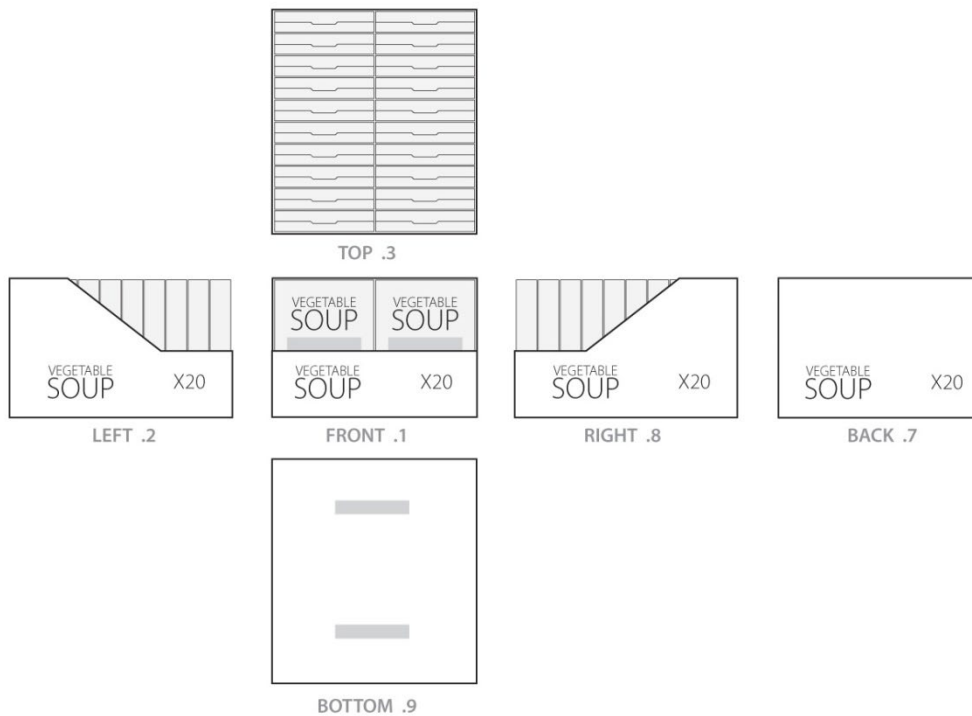 TOP .3
VEGETABLE
SOUP
VEGETABLE
SOUP
VEGETABLE
SOUP
X20
VEGETABLE
SOUP
X20
VEGETABLE
SOUP
X20
VEGETABLE
SOUP
X20
LEFT .2
FRONT .1
RIGHT .8
BACK .7
BOTTOM .9